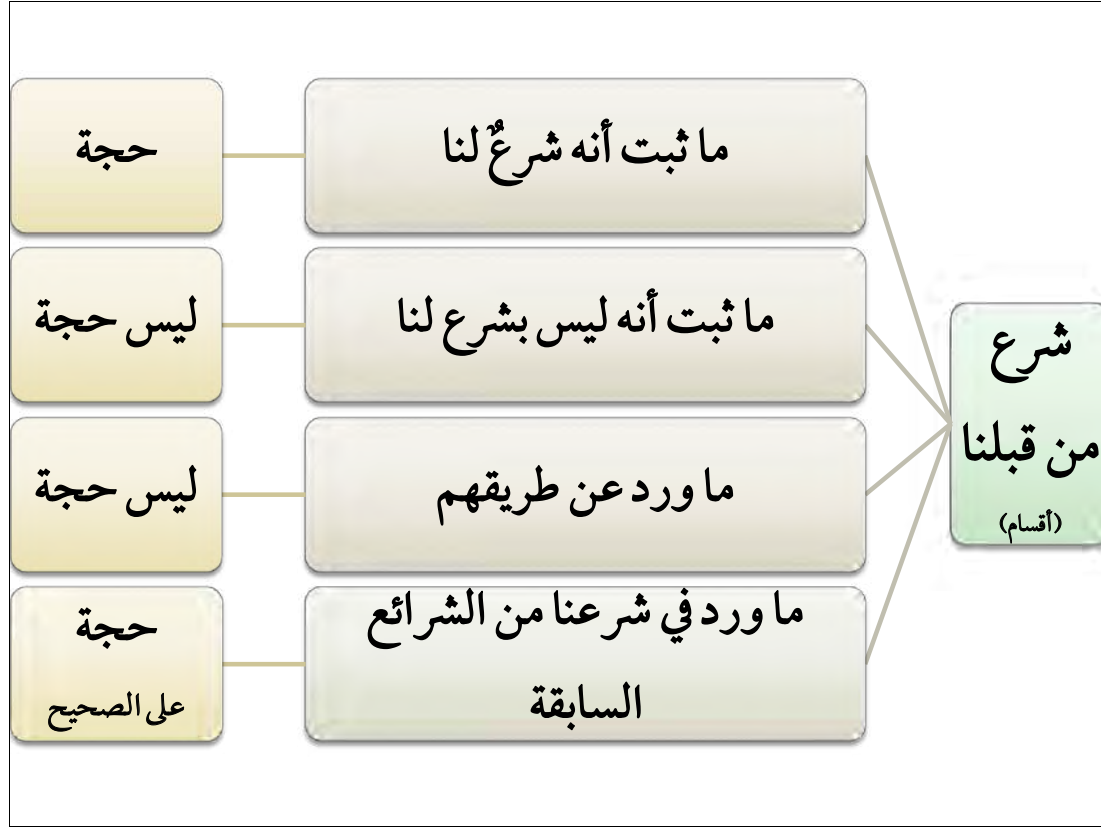 شرع
من قبلنا
(أقسام)
ما ثبت أنه شرعٌ لنا
حجة
ما ثبت أنه ليس بشرع لنا
ليس حجة
ما ورد عن طريقهم
ليس حجة
ما ورد في شرعنا من الشرائع
السابقة
حجة
على الصحيح